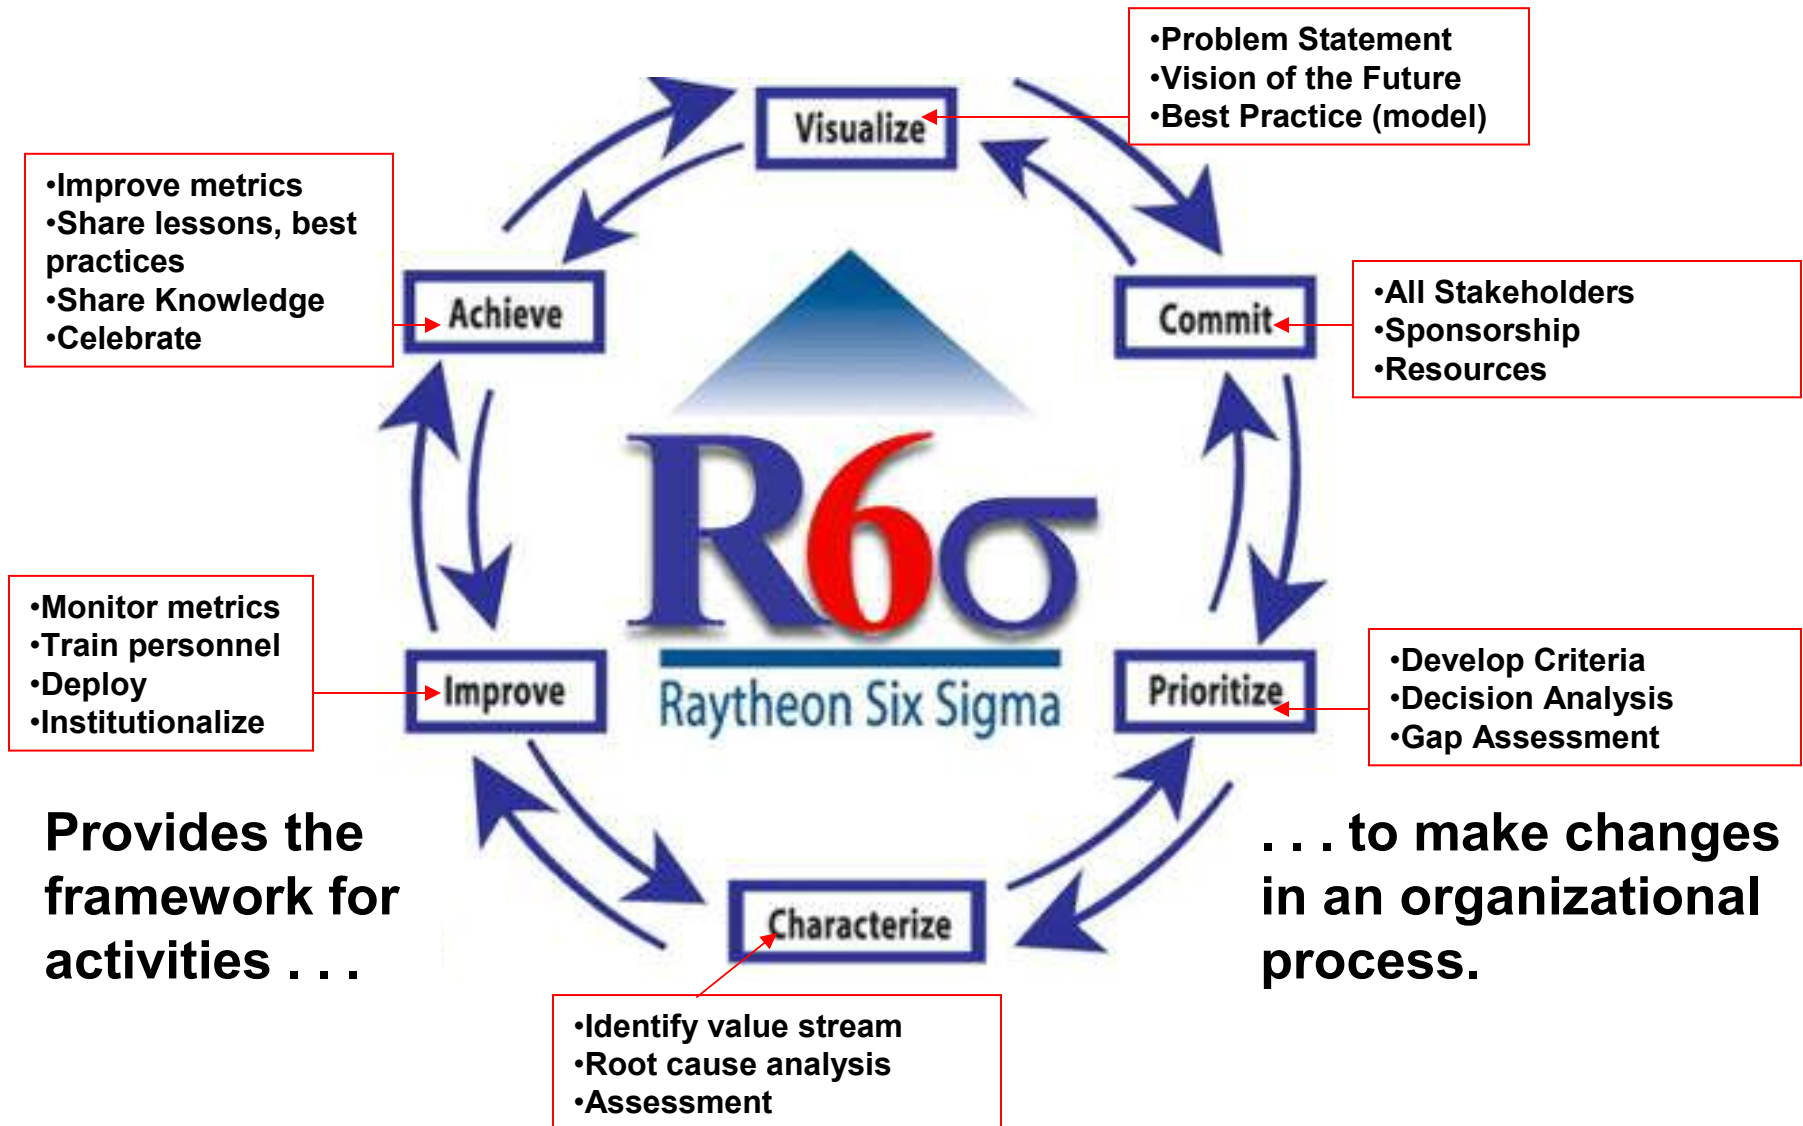 •Problem Statement
•Vision of the Future
•Best Practice (model)
Visualize
•Improve metrics
•Share lessons, best
practices
•Share Knowledge
•Celebrate
Achieve
Commit
•All Stakeholders
•Sponsorship
•Resources
R6σ
Raytheon Six Sigma
•Monitor metrics
•Train personnel
•Deploy
•Institutionalize
Improve
Prioritize
•Develop Criteria
•Decision Analysis
•Gap Assessment
Provides the
framework for
activities . . .
. . . to make changes
in an organizational
process.
Characterize
•Identify value stream
•Root cause analysis
•Assessment